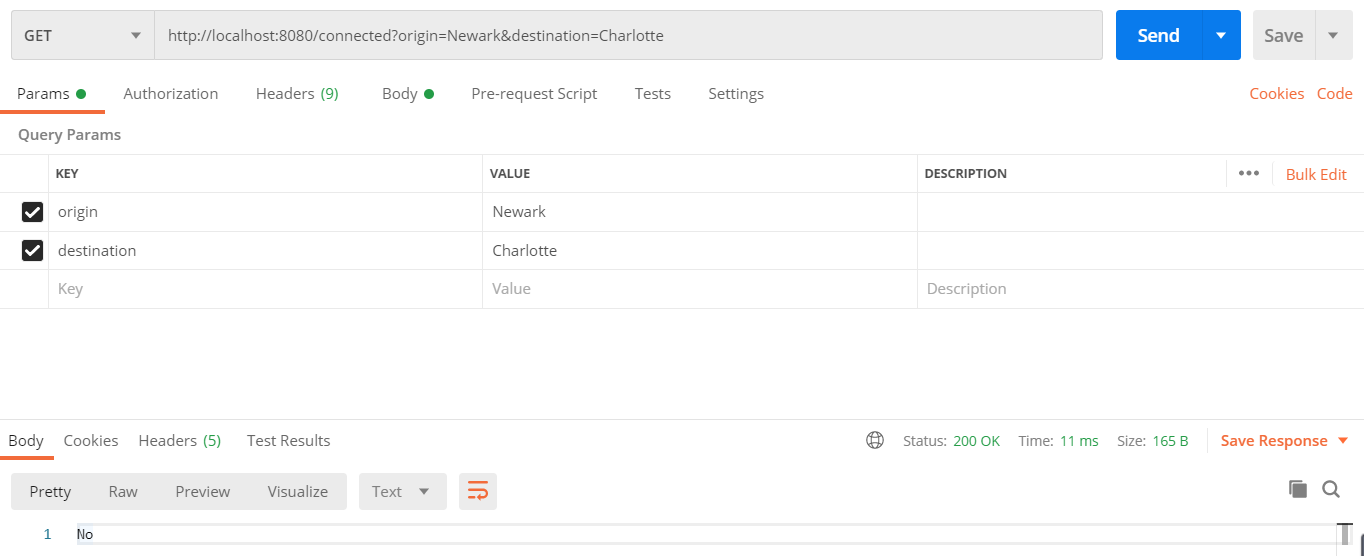 GET http://localhost:8080/connected?origin=Newark&destination=Charlotte Send Save
Params Authorization Headers (9) Body Pre-request Script Tests Settings Cookies Code
Query Params
KEY VALUE DESCRIPTION ••• Bulk Edit
origin Newark
destination Charlotte
Key Value Description
Body Cookies Headers (5) Test Results Status: 200 OK Time: 11 ms Size: 165 B Save Response
Pretty Raw Preview Visualize Text
1 No